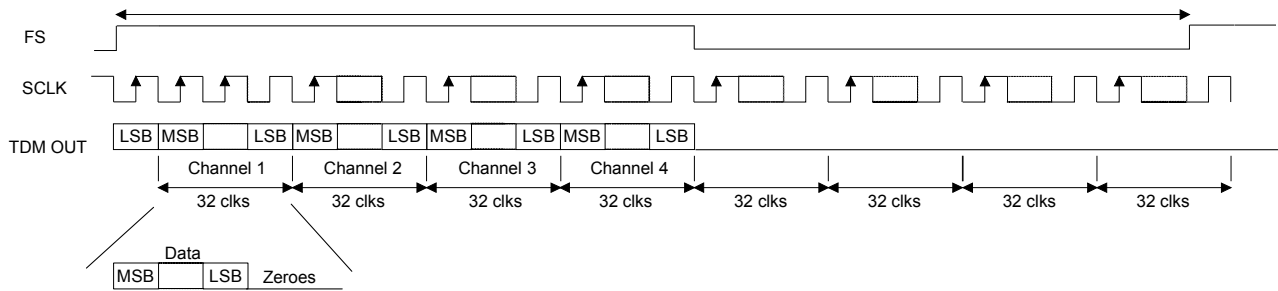 FS
SCLK
TDM OUT
LSB MSB LSB MSB LSB MSB LSB MSB LSB
Channel 1 Channel 2 Channel 3 Channel 4
32 clks 32 clks 32 clks 32 clks 32 clks 32 clks 32 clks 32 clks
Data
MSB LSB Zeroes